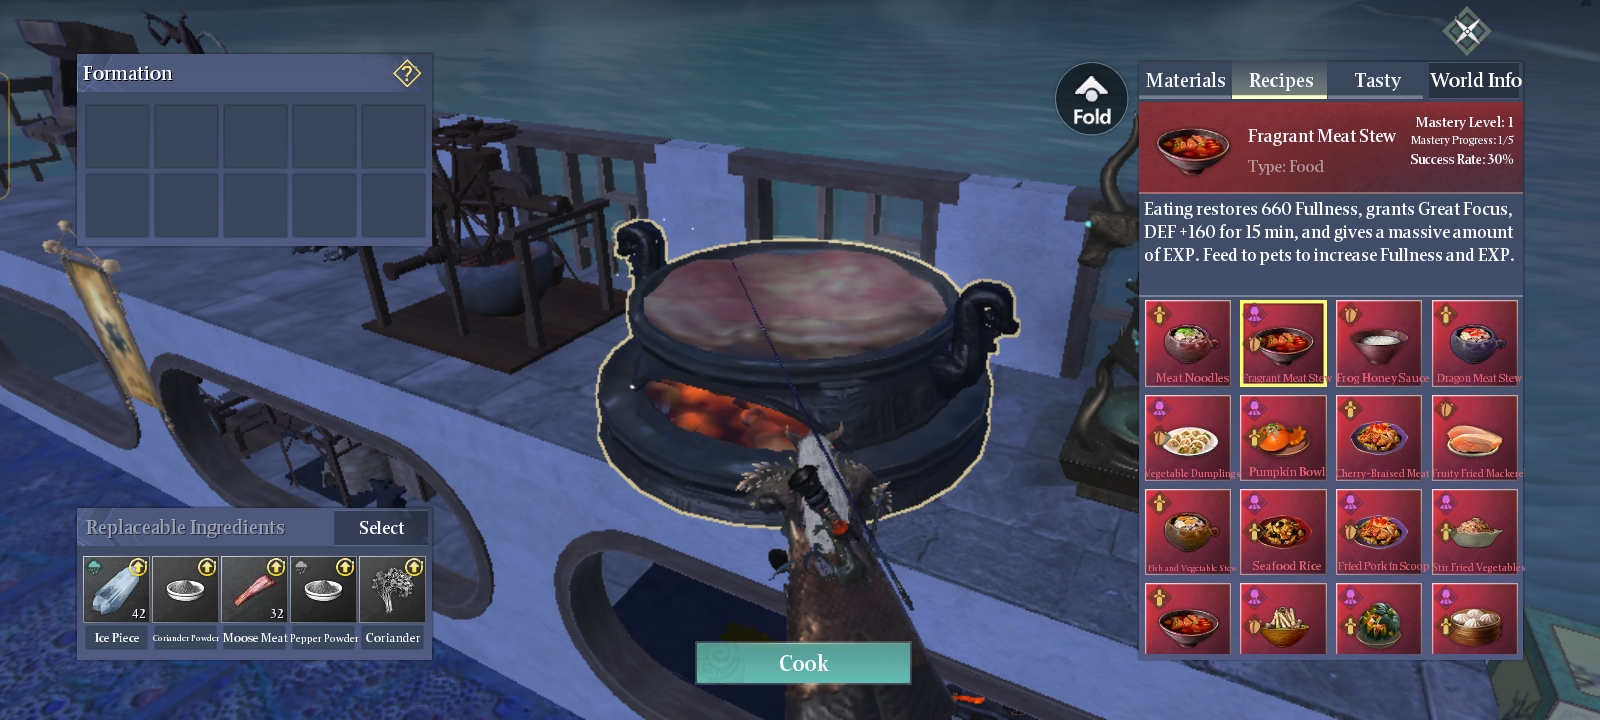 Formation
?
Replaceable Ingredients
Select
42
32
Ice Piece
Coriander Powder
Moose Meat
Pepper Powder
Coriander
Fold
Cook
Materials
Recipes
Tasty
World Info
Fragrant Meat Stew
Type: Food
Mastery Level: 1
Mastery Progress: 1/5
Success Rate: 30%
Eating restores 660 Fullness, grants Great Focus,
DEF +160 for 15 min, and gives a massive amount
of EXP. Feed to pets to increase Fullness and EXP.
Meat Noodles
Fragrant Meat Stew
Frog Honey Sauce
Dragon Meat Stew
Vegetable Dumplings
Pumpkin Bowl
Cherry-Braised Meat
Fruity Fried Mackere
Fish and Vegetable Stew
Seafood Rice
Fried Pork in Scoop
Stir Fried Vegetables